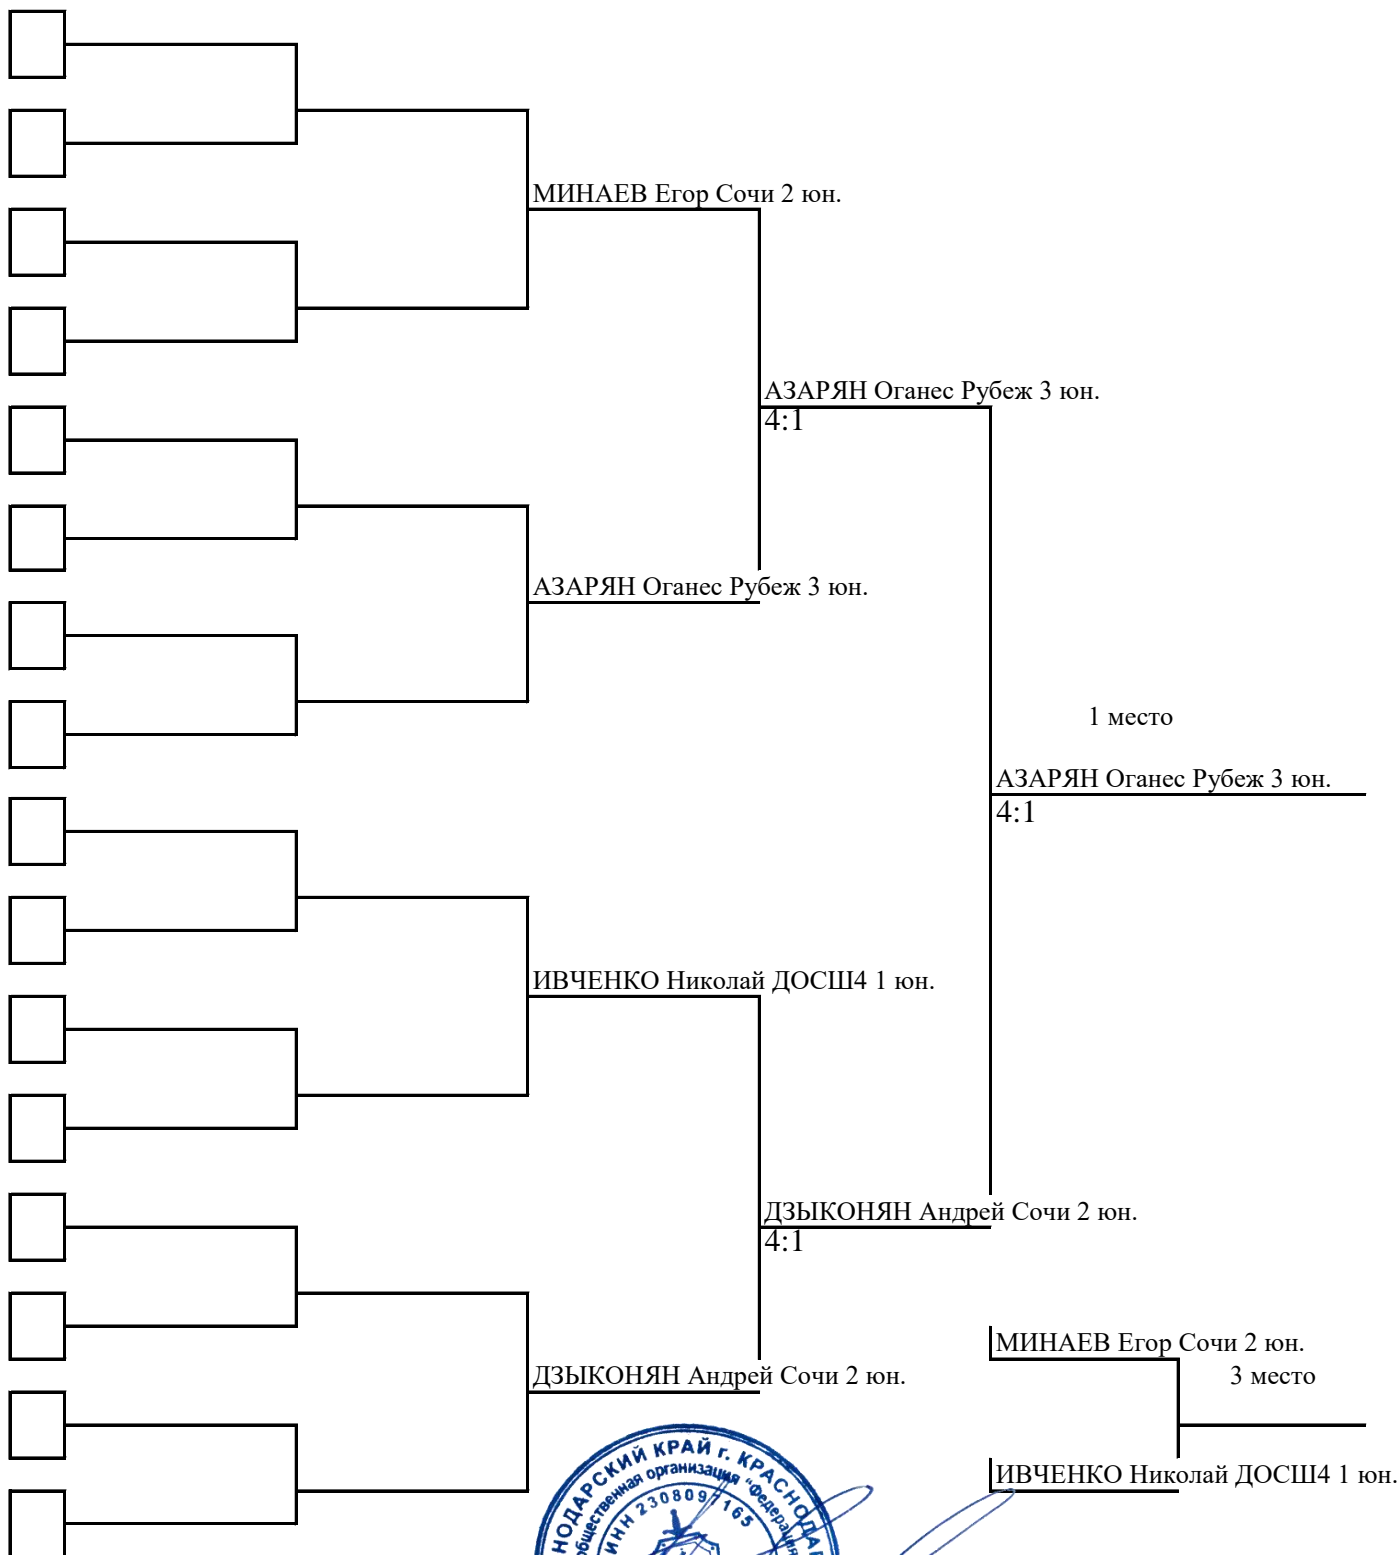 МИНАЕВ Егор Сочи 2 юн.
АЗАРЯН Оганес Рубеж 3 юн.
4:1
АЗАРЯН Оганес Рубеж 3 юн.
1 место
АЗАРЯН Оганес Рубеж 3 юн.
4:1
ИВЧЕНКО Николай ДОСШ4 1 юн.
ДЗЫКОНЯН Андрей Сочи 2 юн.
4:1
МИНАЕВ Егор Сочи 2 юн.
ДЗЫКОНЯН Андрей Сочи 2 юн.
3 место
ИВЧЕНКО Николай ДОСШ4 1 юн.
НОДАРСКИЙ КРАЙ г. КРАСНОДАР
общественная организация "Федерация
ИНН 2308097165